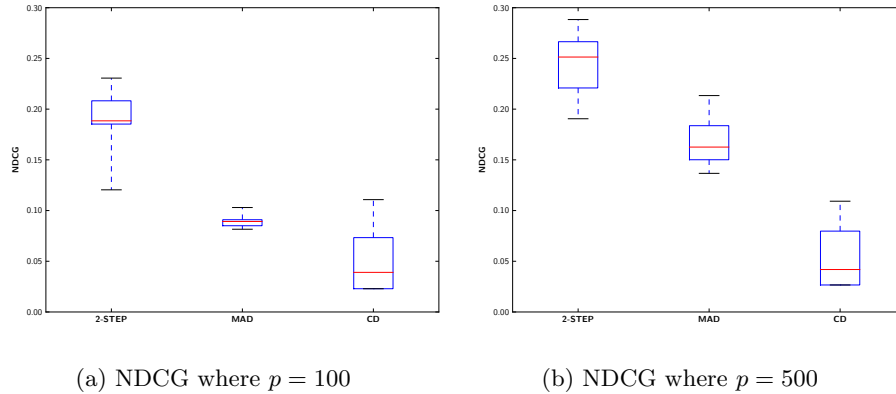 0.30
0.25
0.20
0.15
0.10
0.05
0.00
NDCG
2-STEP MAD CD
(a) NDCG where p = 100
0.30
0.25
0.20
0.15
0.10
0.05
0.00
NDCG
2-STEP MAD CD
(b) NDCG where p = 500